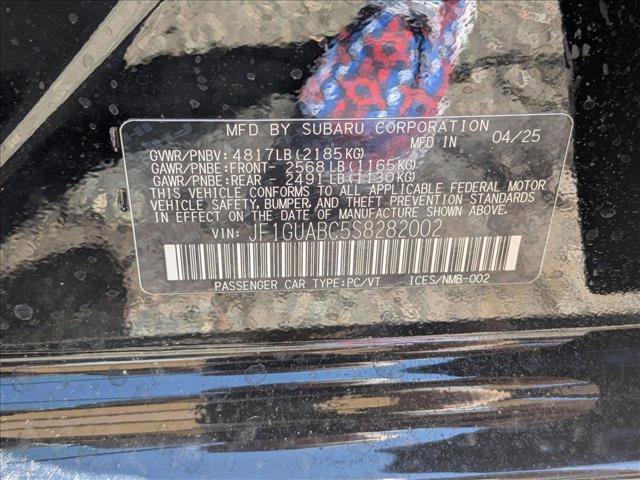 MFD BY SUBARU CORPORATION MFD IN 04/25
GVWR/PNBV: 4817LB(2185KG)
GAWR/PNBE:FRONT- 2568LB(1165KG)
GAWR/PNBE:REAR - 2491LB(1130KG)
THIS VEHICLE CONFORMS TO ALL APPLICABLE FEDERAL MOTOR
VEHICLE SAFETY, BUMPER, AND THEFT PREVENTION STANDARDS
IN EFFECT ON THE DATE OF MANUFACTURE SHOWN ABOVE.
VIN: JF1GUABC5S8282002
PASSENGER CAR TYPE:PC/VT ICES/NMB-002